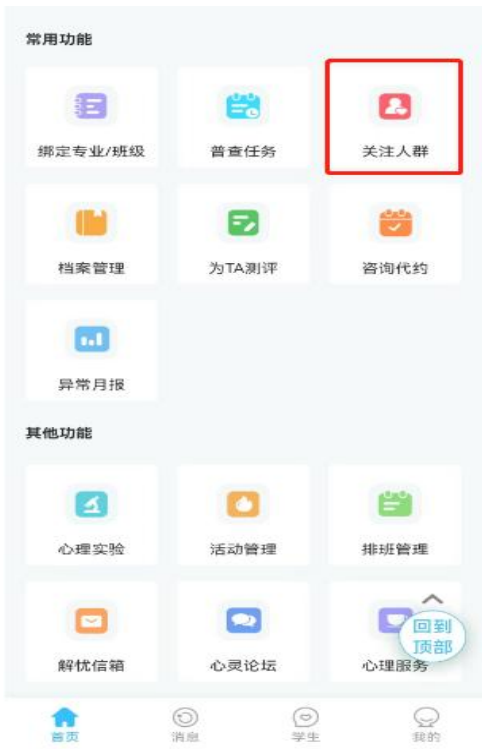 常用功能
绑定专业/班级
普查任务
关注人群
档案管理
为TA测评
咨询代约
异常月报
其他功能
心理实验
活动管理
排班管理
解忧信箱
心灵论坛
心理服务
回到
顶部
首页
消息
学生
我的